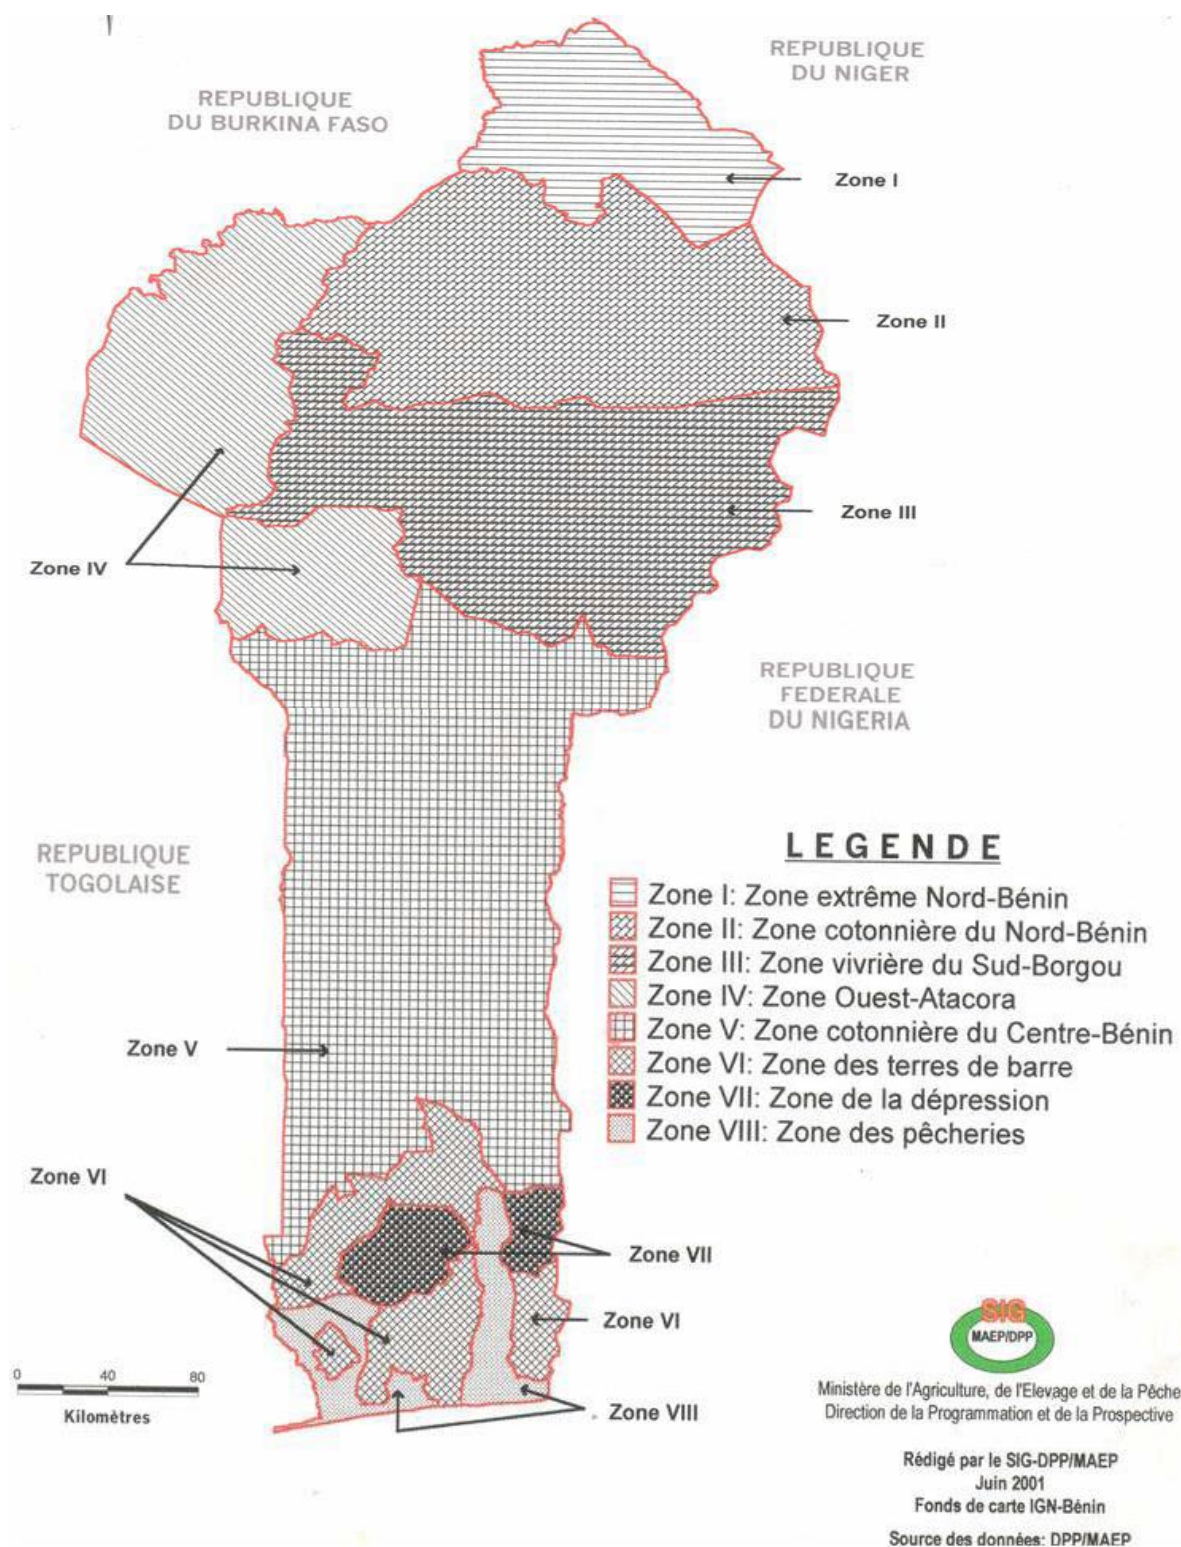 REPUBLIQUE
DU NIGER
REPUBLIQUE
DU BURKINA FASO
Zone I
Zone II
Zone III
Zone IV
REPUBLIQUE
FEDERALE
DU NIGERIA
REPUBLIQUE
TOGOLAISE
LEGENDE
Zone I: Zone extrême Nord-Bénin
Zone II: Zone cotonnière du Nord-Bénin
Zone III: Zone vivrière du Sud-Borgou
Zone IV: Zone Ouest-Atacora
Zone V: Zone cotonnière du Centre-Bénin
Zone VI: Zone des terres de barre
Zone VII: Zone de la dépression
Zone VIII: Zone des pêcheries
Zone V
Zone VI
Zone VII
Zone VI
Zone VIII
0 40 80
Kilomètres
SIG
MAEP/DPP
Ministère de l'Agriculture, de l'Elevage et de la Pêche
Direction de la Programmation et de la Prospective
Rédigé par le SIG-DPP/MAEP
Juin 2001
Fonds de carte IGN-Bénin
Source des données: DPP/MAEP